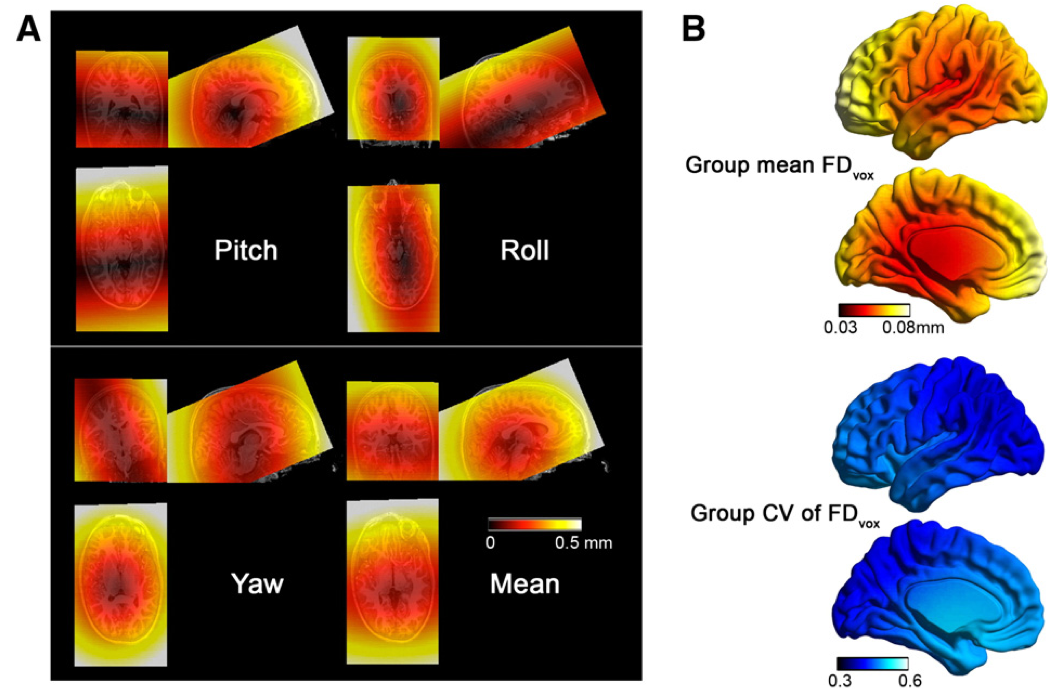 A
B
Pitch
Roll
Group mean FDvox
0.03 0.08mm
0 0.5 mm
Yaw
Mean
Group CV of FDvox
0.3 0.6